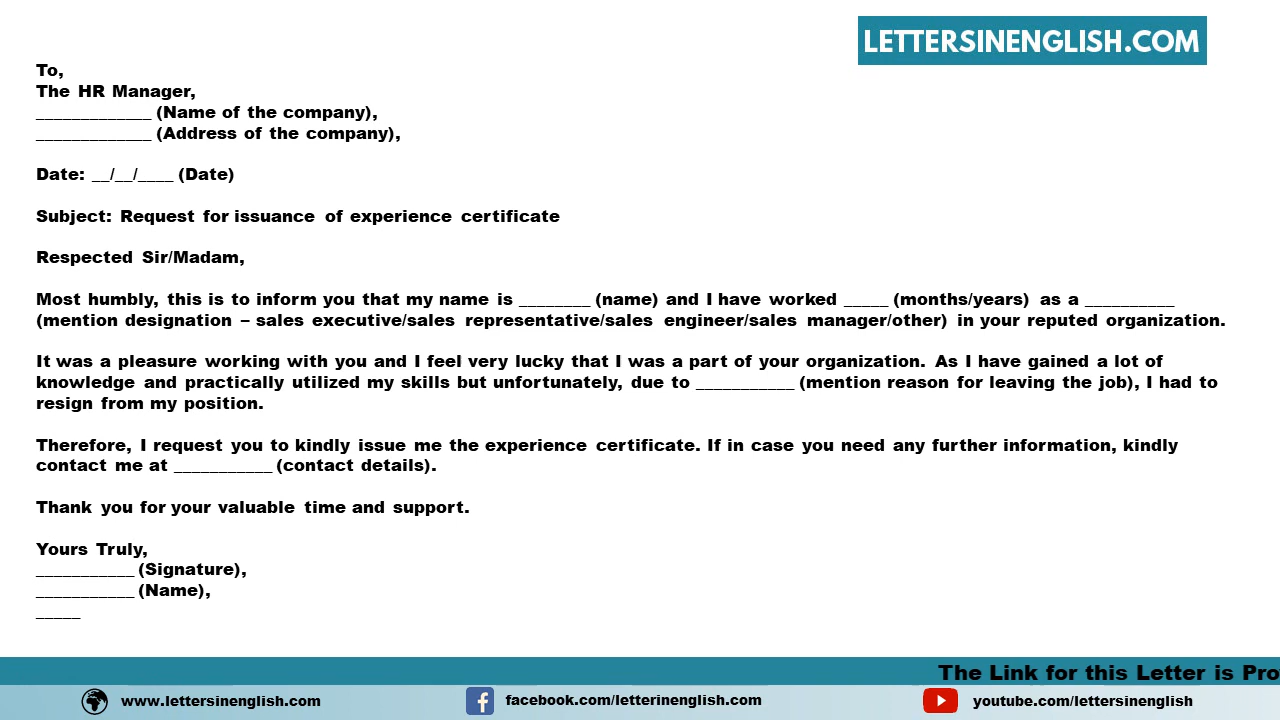 LETTERSINENGLISH.COM
To,
The HR Manager,
_____________ (Name of the company),
_____________ (Address of the company),
Date: __/__/____ (Date)
Subject: Request for issuance of experience certificate
Respected Sir/Madam,
Most humbly, this is to inform you that my name is ________ (name) and I have worked _____ (months/years) as a __________
(mention designation – sales executive/sales representative/sales engineer/sales manager/other) in your reputed organization.
It was a pleasure working with you and I feel very lucky that I was a part of your organization. As I have gained a lot of
knowledge and practically utilized my skills but unfortunately, due to ___________ (mention reason for leaving the job), I had to
resign from my position.
Therefore, I request you to kindly issue me the experience certificate. If in case you need any further information, kindly
contact me at ___________ (contact details).
Thank you for your valuable time and support.
Yours Truly,
___________ (Signature),
___________ (Name),
_____
The Link for this Letter is Pro
www.lettersinenglish.com
facebook.com/letterinenglish.com
youtube.com/lettersinenglish